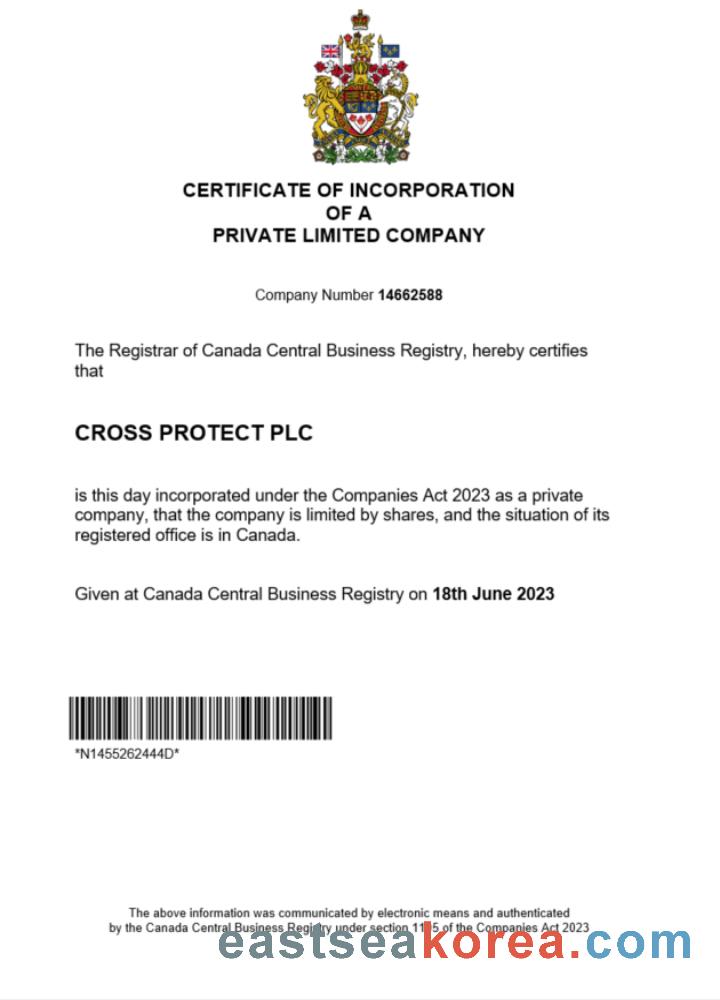 CERTIFICATE OF INCORPORATION
OF A
PRIVATE LIMITED COMPANY
Company Number 14662588
The Registrar of Canada Central Business Registry, hereby certifies
that
CROSS PROTECT PLC
is this day incorporated under the Companies Act 2023 as a private
company, that the company is limited by shares, and the situation of its
registered office is in Canada.
Given at Canada Central Business Registry on 18th June 2023
*N1455262444D*
The above information was communicated by electronic means and authenticated
by the Canada Central Business Registry under section of the Companies Act 2023
eastseakorea.com